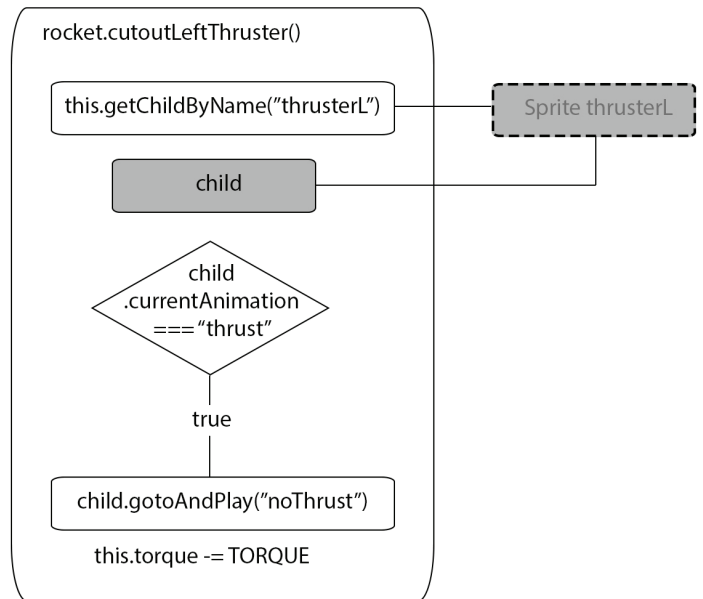 rocket.cutoutLeftThruster()
this.getChildByName(”thrusterL”)
Sprite thrusterL
child
child
.currentAnimation
=== “thrust”
true
child.gotoAndPlay(”noThrust”)
this.torque -= TORQUE